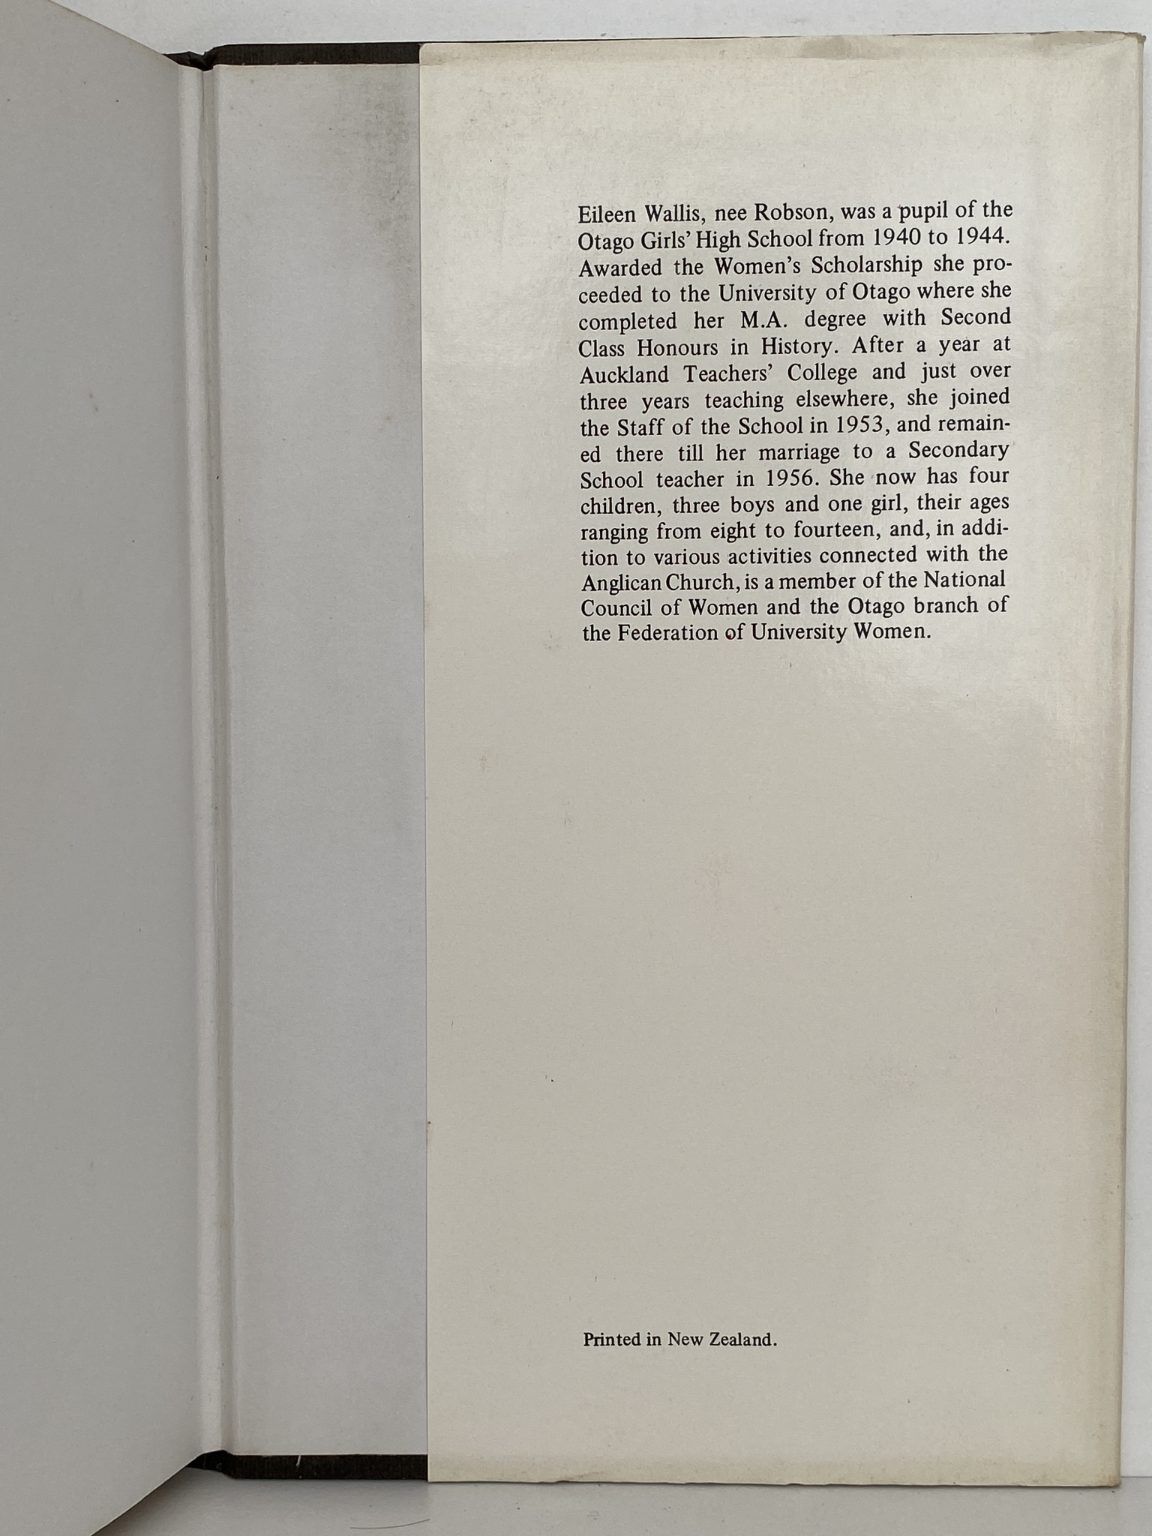 Eileen Wallis, nee Robson, was a pupil of the
Otago Girls' High School from 1940 to 1944.
Awarded the Women's Scholarship she pro-
ceeded to the University of Otago where she
completed her M.A. degree with Second
Class Honours in History. After a year at
Auckland Teachers' College and just over
three years teaching elsewhere, she joined
the Staff of the School in 1953, and remain-
ed there till her marriage to a Secondary
School teacher in 1956. She now has four
children, three boys and one girl, their ages
ranging from eight to fourteen, and, in addi-
tion to various activities connected with the
Anglican Church, is a member of the National
Council of Women and the Otago branch of
the Federation of University Women.
Printed in New Zealand.